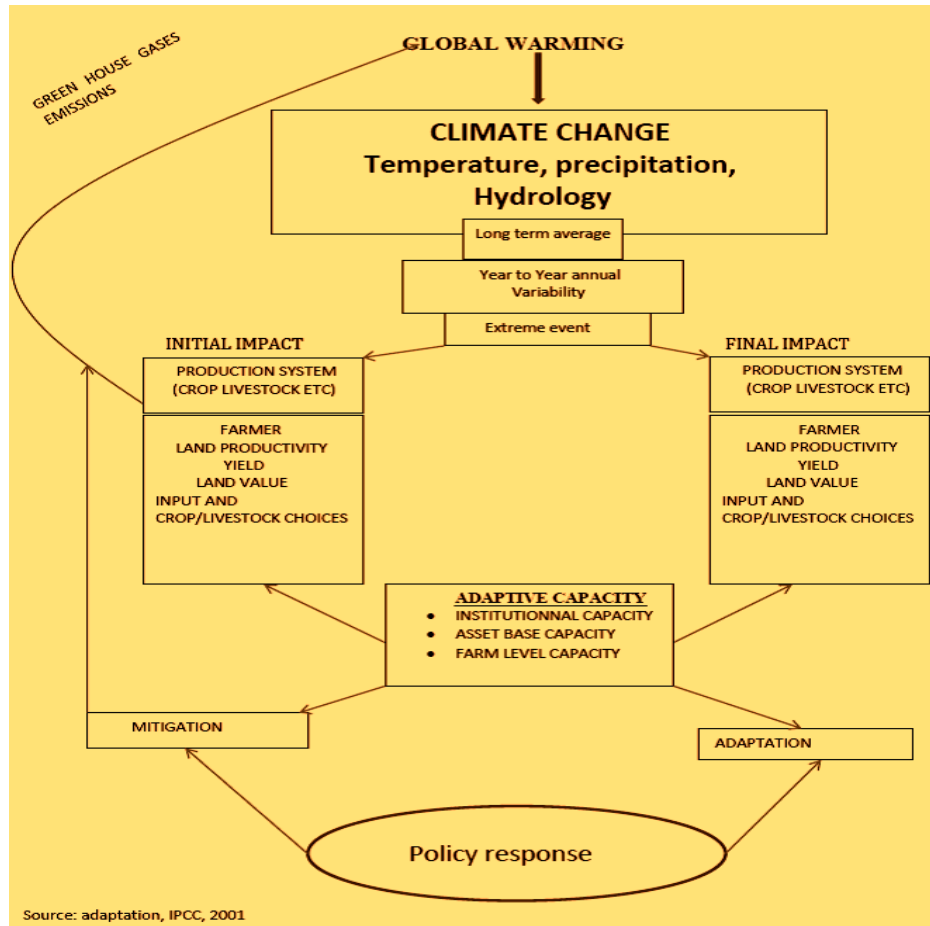 GREEN HOUSE GASES
EMISSIONS
GLOBAL WARMING
CLIMATE CHANGE
Temperature, precipitation,
Hydrology
Long term average
Year to Year annual
Variability
Extreme event
INITIAL IMPACT
PRODUCTION SYSTEM
(CROP LIVESTOCK ETC)
FARMER
LAND PRODUCTIVITY
YIELD
LAND VALUE
INPUT AND
CROP/LIVESTOCK CHOICES
FINAL IMPACT
PRODUCTION SYSTEM
(CROP LIVESTOCK ETC)
FARMER
LAND PRODUCTIVITY
YIELD
LAND VALUE
INPUT AND
CROP/LIVESTOCK CHOICES
ADAPTIVE CAPACITY
• INSTITUTIONNAL CAPACITY
• ASSET BASE CAPACITY
• FARM LEVEL CAPACITY
MITIGATION
ADAPTATION
Policy response
Source: adaptation, IPCC, 2001